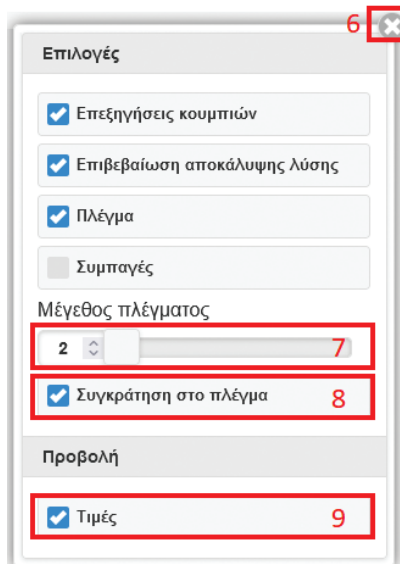 6
Επιλογές
Επεξηγήσεις κουμπιών
Επιβεβαίωση αποκάλυψης λύσης
Πλέγμα
Συμπαγές
Μέγεθος πλέγματος
2 7
Συγκράτηση στο πλέγμα 8
Προβολή
Τιμές 9